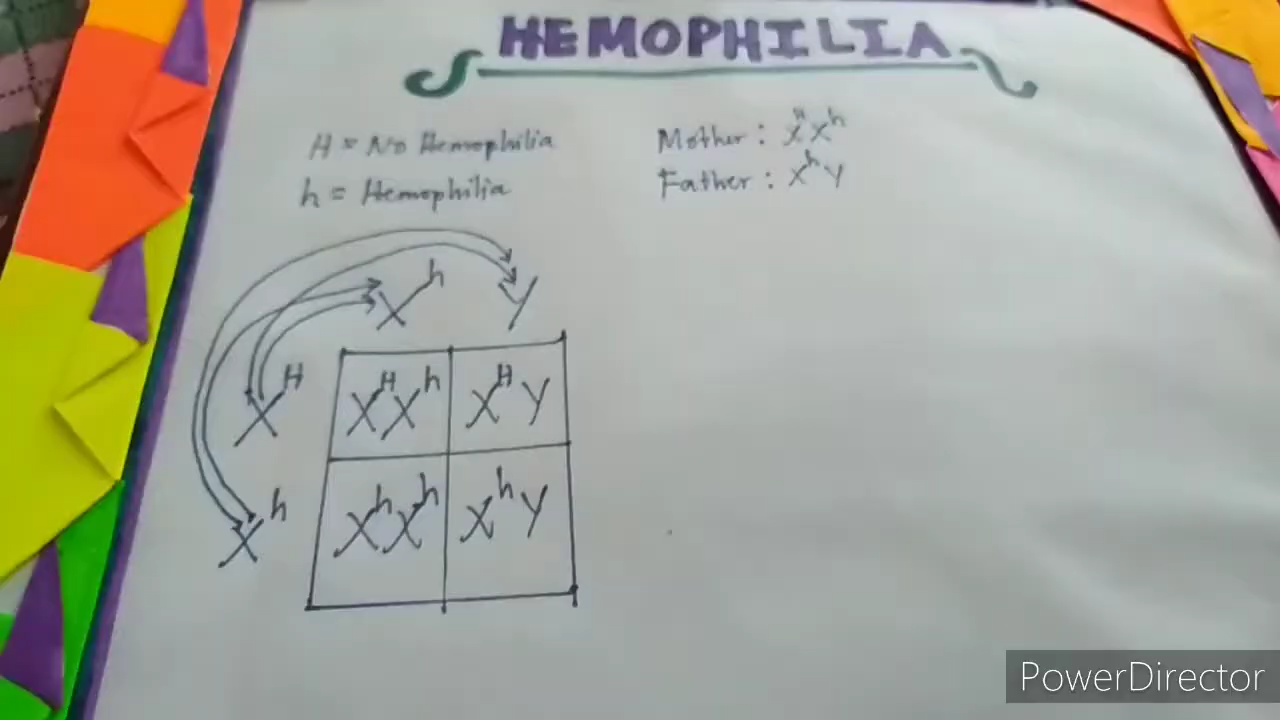 HEMOPHILIA
H = No Hemophilia
h = Hemophilia
Mother : X^H X^h
Father : X^h Y
X^h Y
X^H X^H X^h X^H Y
X^h X^h X^h X^h Y
PowerDirector